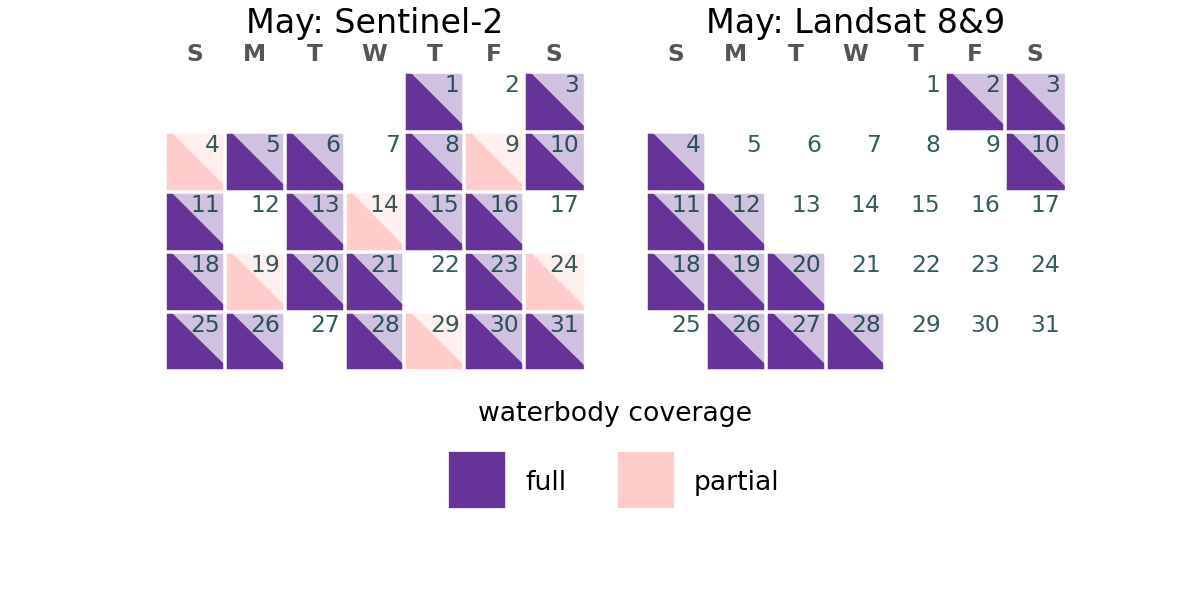 May: Sentinel-2
S M T W T F S
1 2 3
4 5 6 7 8 9 10
11 12 13 14 15 16 17
18 19 20 21 22 23 24
25 26 27 28 29 30 31
May: Landsat 8&9
S M T W T F S
1 2 3
4 5 6 7 8 9 10
11 12 13 14 15 16 17
18 19 20 21 22 23 24
25 26 27 28 29 30 31
waterbody coverage
full
partial